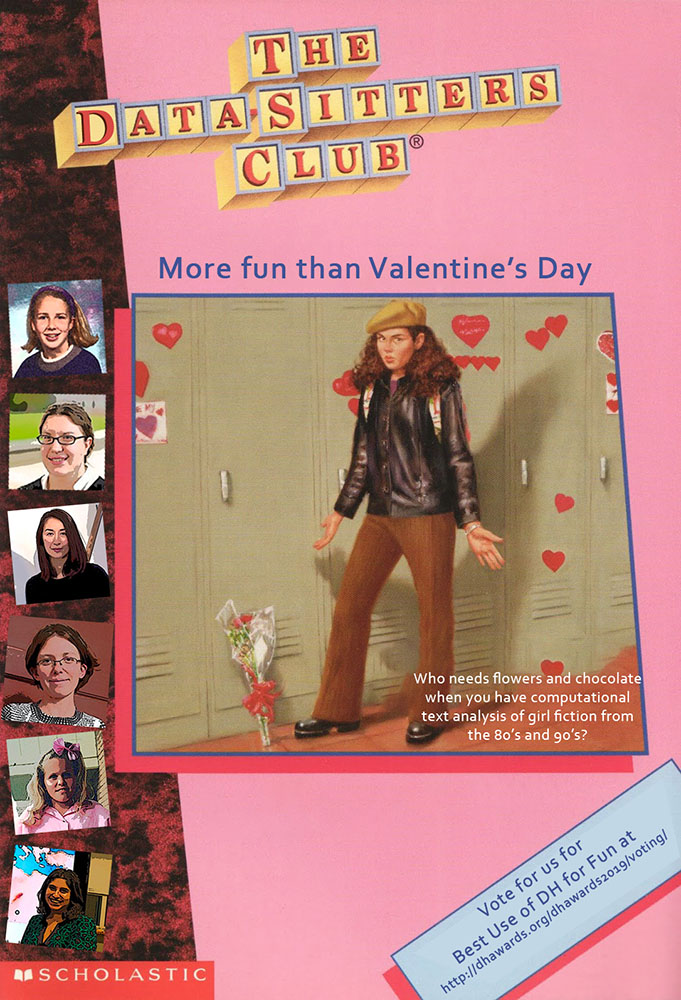 THE
DATA-SITTERS
CLUB®
More fun than Valentine's Day
Who needs flowers and chocolate
when you have computational
text analysis of girl fiction from
the 80's and 90's?
Vote for us for
Best Use of DH for Fun at
http://dhawards.org/dhawards2019/voting/
SCHOLASTIC